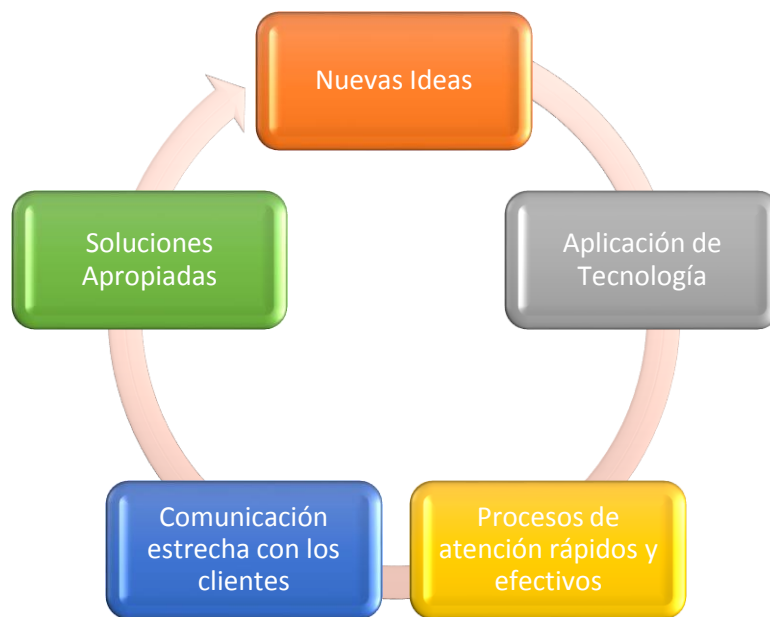 Nuevas Ideas
Aplicación de
Tecnología
Procesos de
atención rápidos y
efectivos
Comunicación
estrecha con los
clientes
Soluciones
Apropiadas